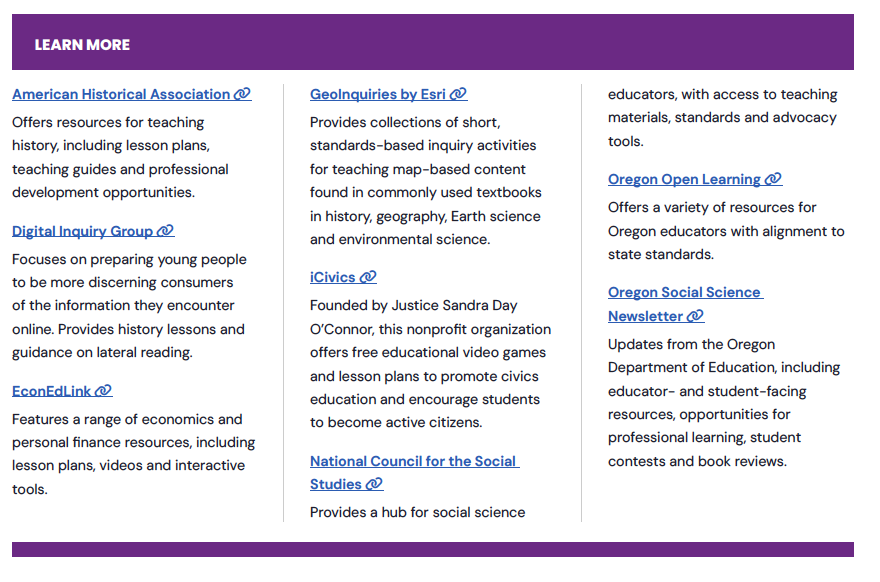 LEARN MORE
American Historical Association
Offers resources for teaching
history, including lesson plans,
teaching guides and professional
development opportunities.
Digital Inquiry Group
Focuses on preparing young people
to be more discerning consumers
of the information they encounter
online. Provides history lessons and
guidance on lateral reading.
EconEdLink
Features a range of economics and
personal finance resources, including
lesson plans, videos and interactive
tools.
GeoInquiries by Esri
Provides collections of short,
standards-based inquiry activities
for teaching map-based content
found in commonly used textbooks
in history, geography, Earth science
and environmental science.
iCivics
Founded by Justice Sandra Day
O’Connor, this nonprofit organization
offers free educational video games
and lesson plans to promote civics
education and encourage students
to become active citizens.
National Council for the Social
Studies
Provides a hub for social science
educators, with access to teaching
materials, standards and advocacy
tools.
Oregon Open Learning
Offers a variety of resources for
Oregon educators with alignment to
state standards.
Oregon Social Science
Newsletter
Updates from the Oregon
Department of Education, including
educator- and student-facing
resources, opportunities for
professional learning, student
contests and book reviews.